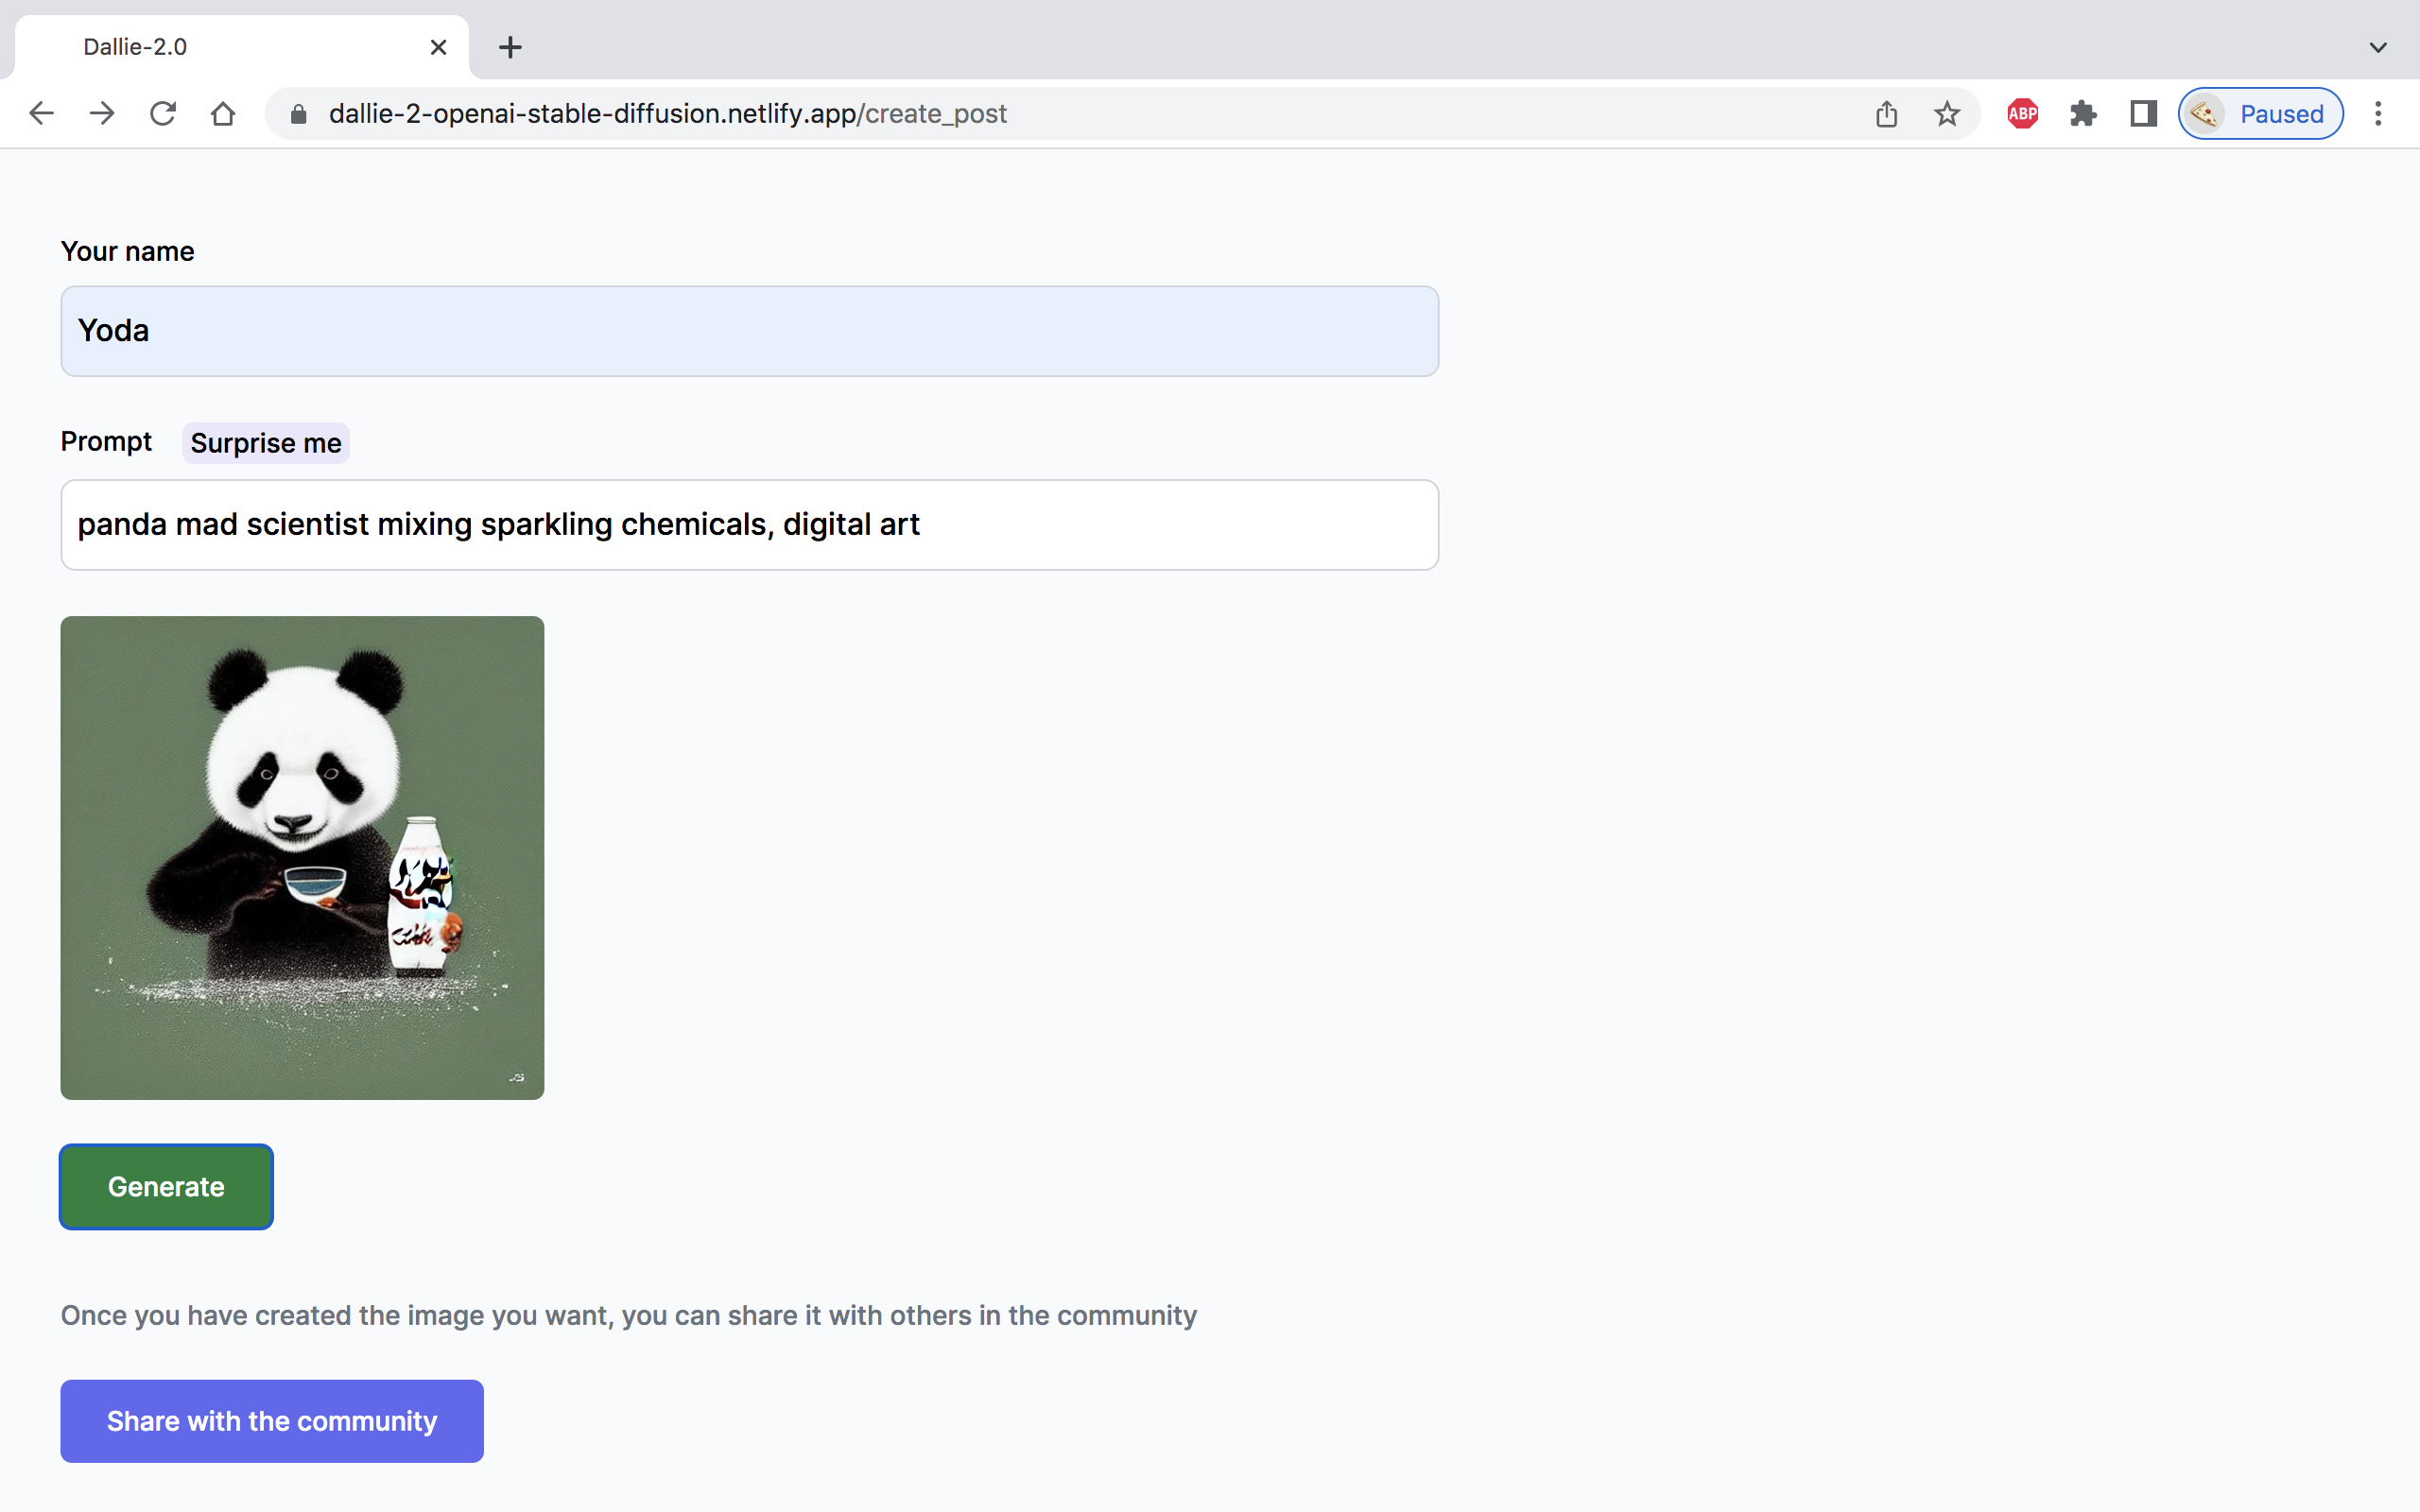 Dallie-2.0
dallie-2-openai-stable-diffusion.netlify.app/create_post
ABP
Paused
Your name
Yoda
Prompt Surprise me
panda mad scientist mixing sparkling chemicals, digital art
Generate
Once you have created the image you want, you can share it with others in the community
Share with the community